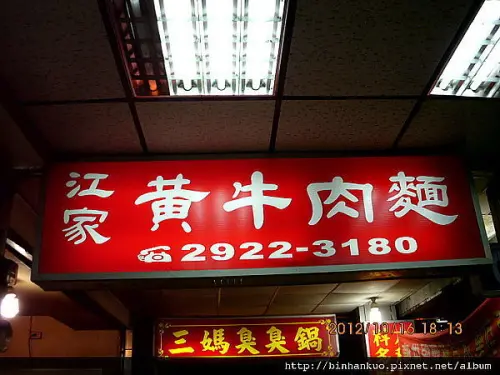 江家 黃牛肉麵
☎2922-3180
三媽臭臭鍋
2012/10/16 18:13
http://binhankuo.pixnet.net/album